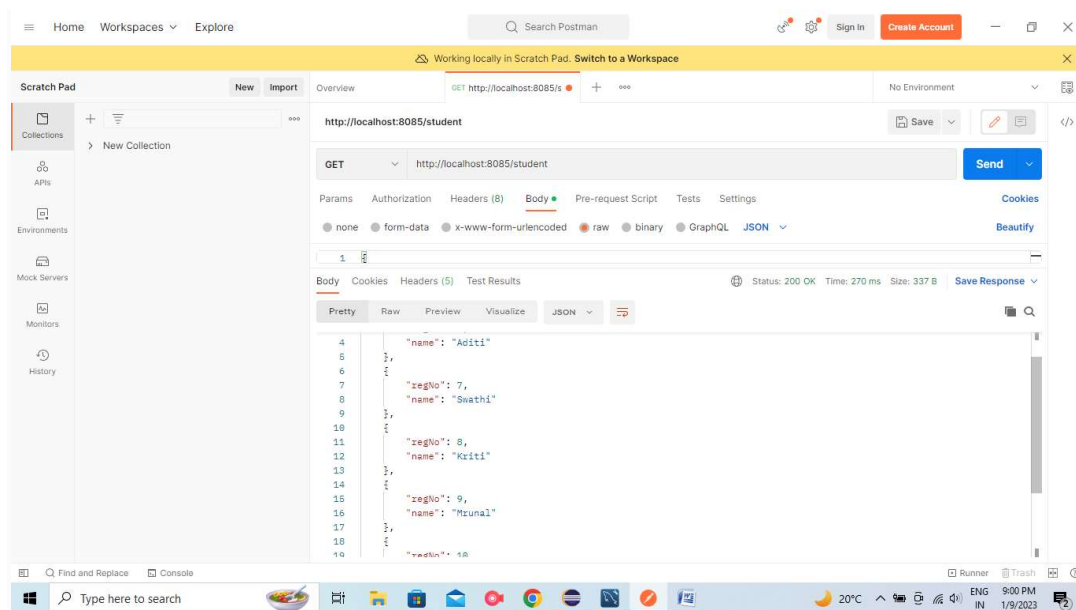 Home Workspaces Explore Search Postman Sign In Create Account
Working locally in Scratch Pad. Switch to a Workspace
Scratch Pad New Import Overview GET http://localhost:8085/s No Environment
Collections
APIs
Environments
Mock Servers
Monitors
History
New Collection
http://localhost:8085/student Save
GET http://localhost:8085/student Send
Params Authorization Headers (8) Body Pre-request Script Tests Settings Cookies
none form-data x-www-form-urlencoded raw binary GraphQL JSON Beautify
1 {
Body Cookies Headers (5) Test Results Status: 200 OK Time: 270 ms Size: 337 B Save Response
Pretty Raw Preview Visualize JSON
4 "name": "Aditi"
5 },
6 {
7 "regNo": 7,
8 "name": "Swathi"
9 },
10 {
11 "regNo": 8,
12 "name": "Kriti"
13 },
14 {
15 "regNo": 9,
16 "name": "Mrunal"
17 },
18 {
19 "regNo": 10
Find and Replace Console Runner Trash
Type here to search 20°C ENG 9:00 PM
IN 1/9/2023
2